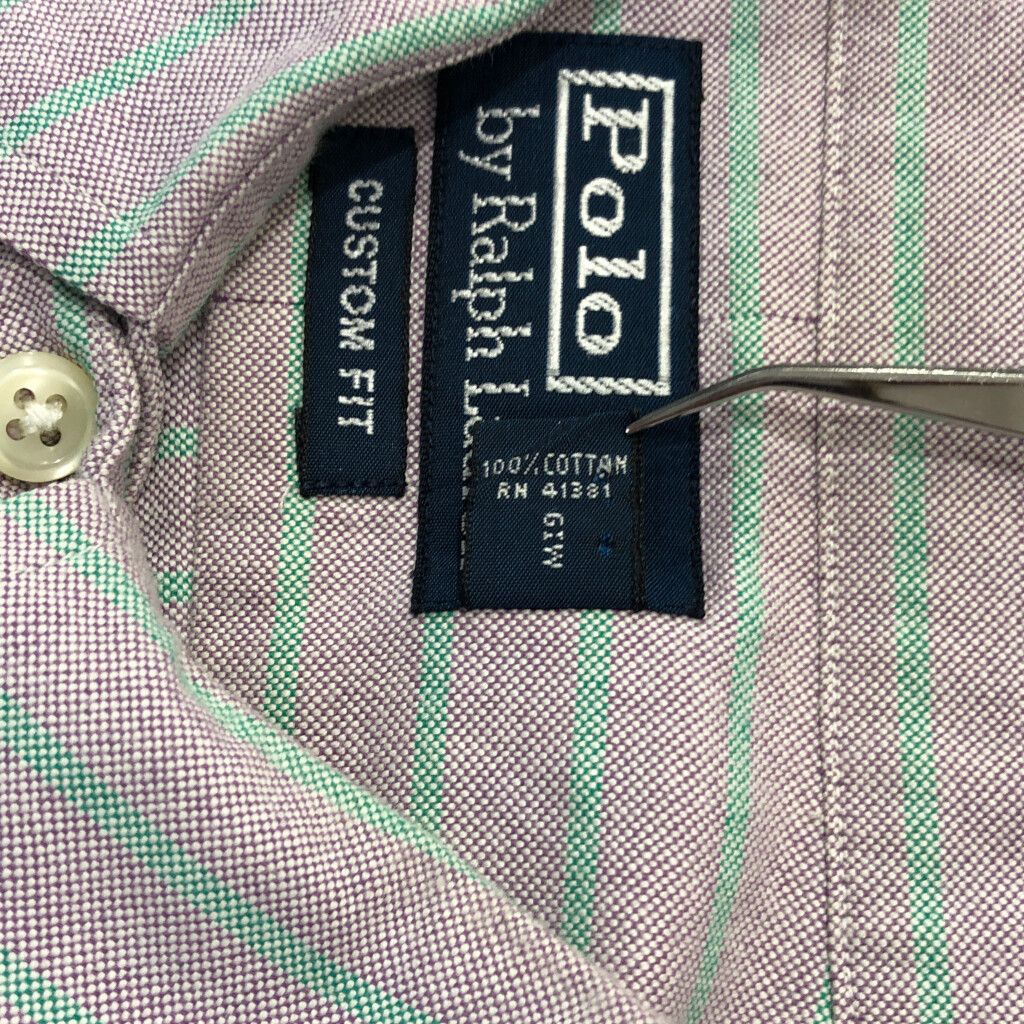 Polo
by Ralph
CUSTOM FIT
100% COTTAN
RN 41381
GIW